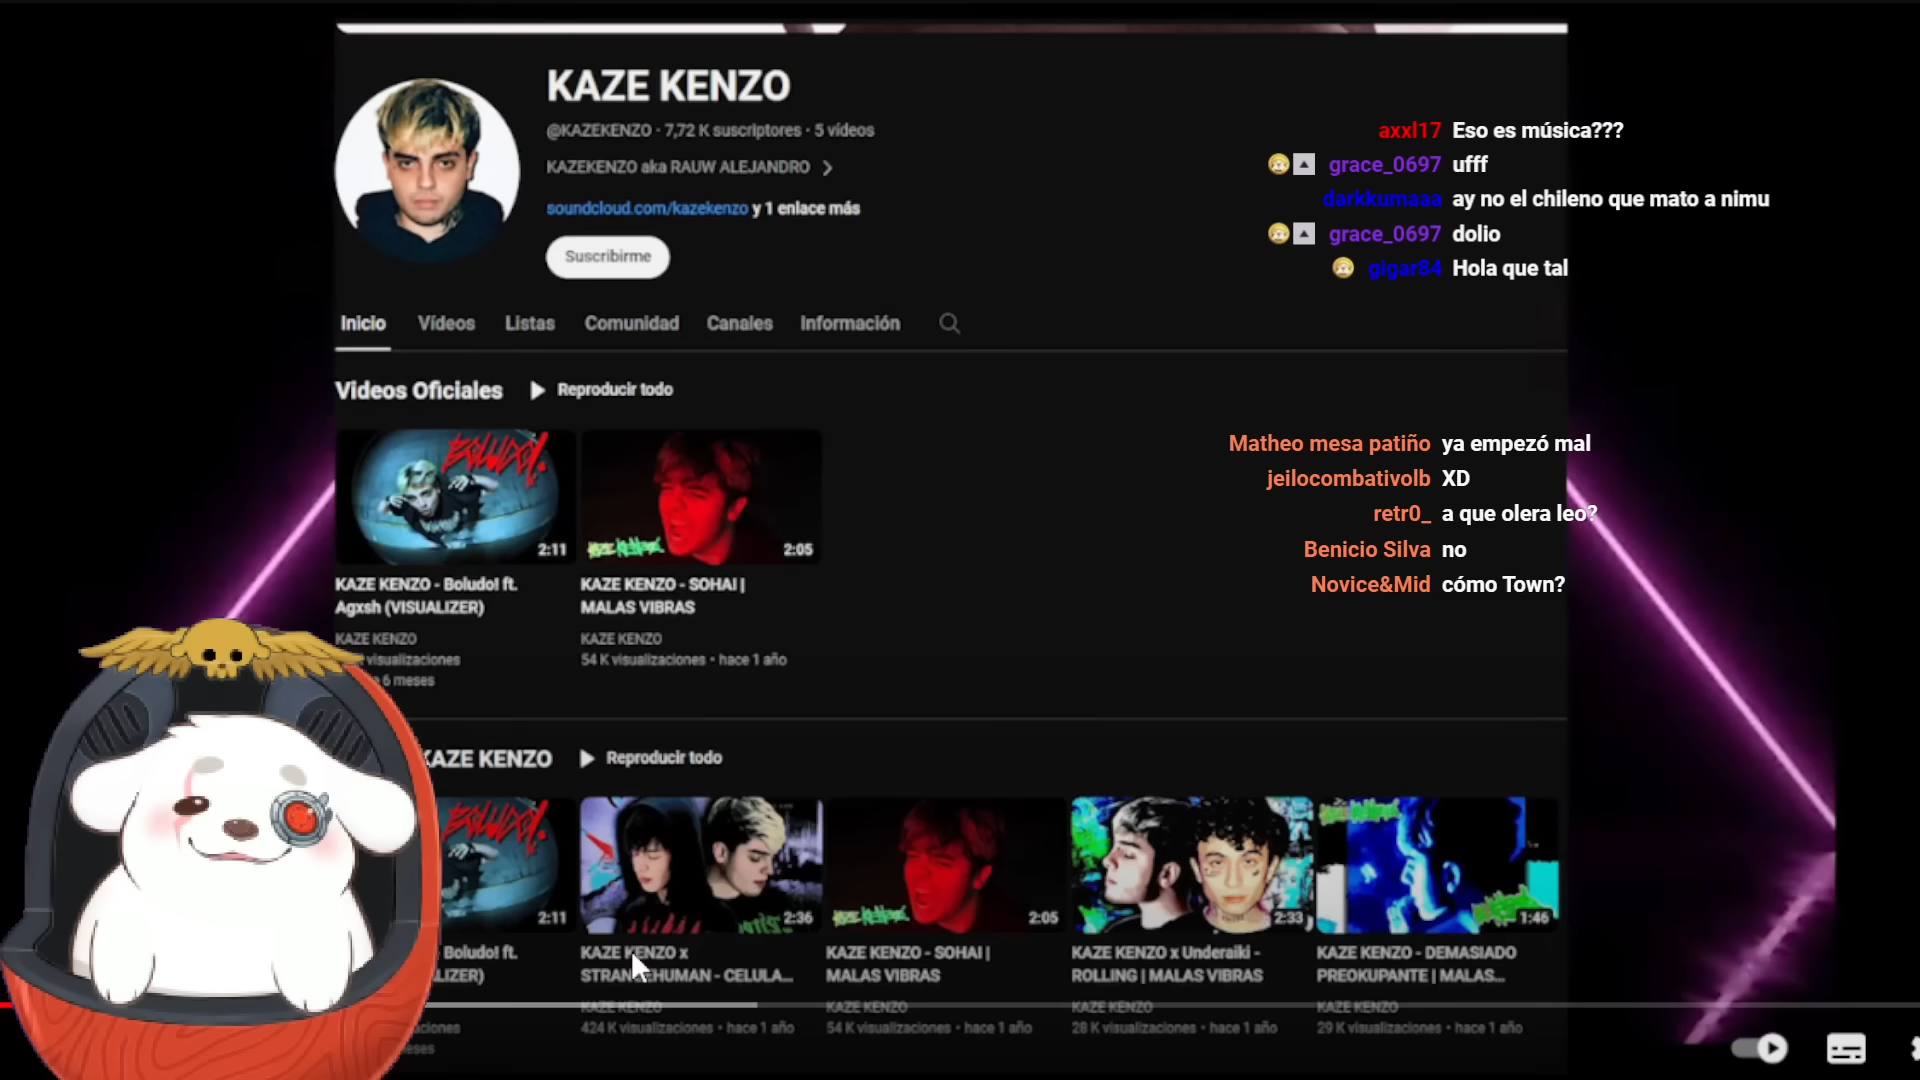 KAZE KENZO
@KAZEKENZO · 7,72 K suscriptores · 5 vídeos
KAZEKENZO aka RAUW ALEJANDRO
soundcloud.com/kazekenzo y 1 enlace más
Suscribirme
axxl17 Eso es música???
grace_0697 ufff
darkkumaaa ay no el chileno que mato a nimu
grace_0697 dolio
gigar84 Hola que tal
Inicio Vídeos Listas Comunidad Canales Información
Videos Oficiales Reproducir todo
BOLUDO!
2:11
2:05
KAZE KENZO - Boludo! ft.
Agxsh (VISUALIZER)
KAZE KENZO
visualizaciones
6 meses
KAZE KENZO - SOHAI |
MALAS VIBRAS
KAZE KENZO
54 K visualizaciones • hace 1 año
Matheo mesa patiño ya empezó mal
jeilocombativolb XD
retr0_ a que olera leo?
Benicio Silva no
Novice&Mid cómo Town?
KAZE KENZO Reproducir todo
2:11
2:36
2:05
2:33
1:46
Boludo! ft.
KAZE KENZO x
HUMAN - CELULA...
KAZE KENZO
424 K visualizaciones • hace 1 año
KAZE KENZO - SOHAI |
MALAS VIBRAS
KAZE KENZO
54 K visualizaciones • hace 1 año
KAZE KENZO x Underaiki -
ROLLING | MALAS VIBRAS
KAZE KENZO
28 K visualizaciones • hace 1 año
KAZE KENZO - DEMASIADO
PREOKUPANTE | MALAS...
KAZE KENZO
29 K visualizaciones • hace 1 año